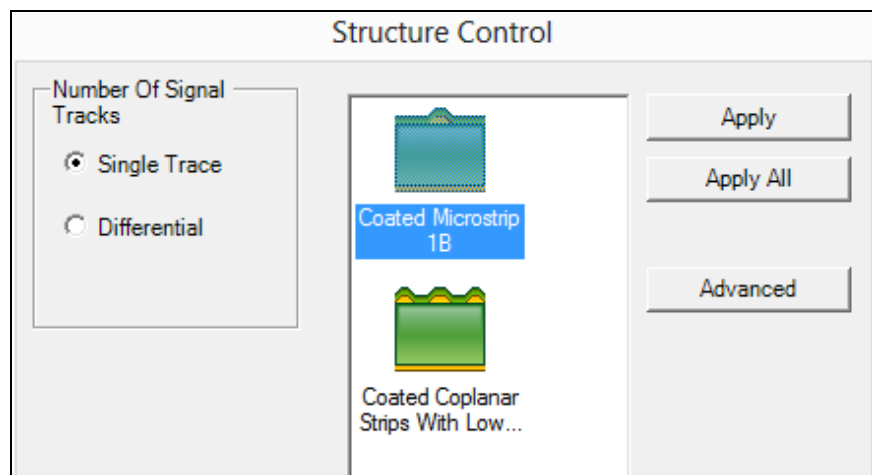 Structure Control
Number Of Signal
Tracks
Single Trace
Differential
Coated Microstrip
1B
Coated Coplanar
Strips With Low...
Apply
Apply All
Advanced